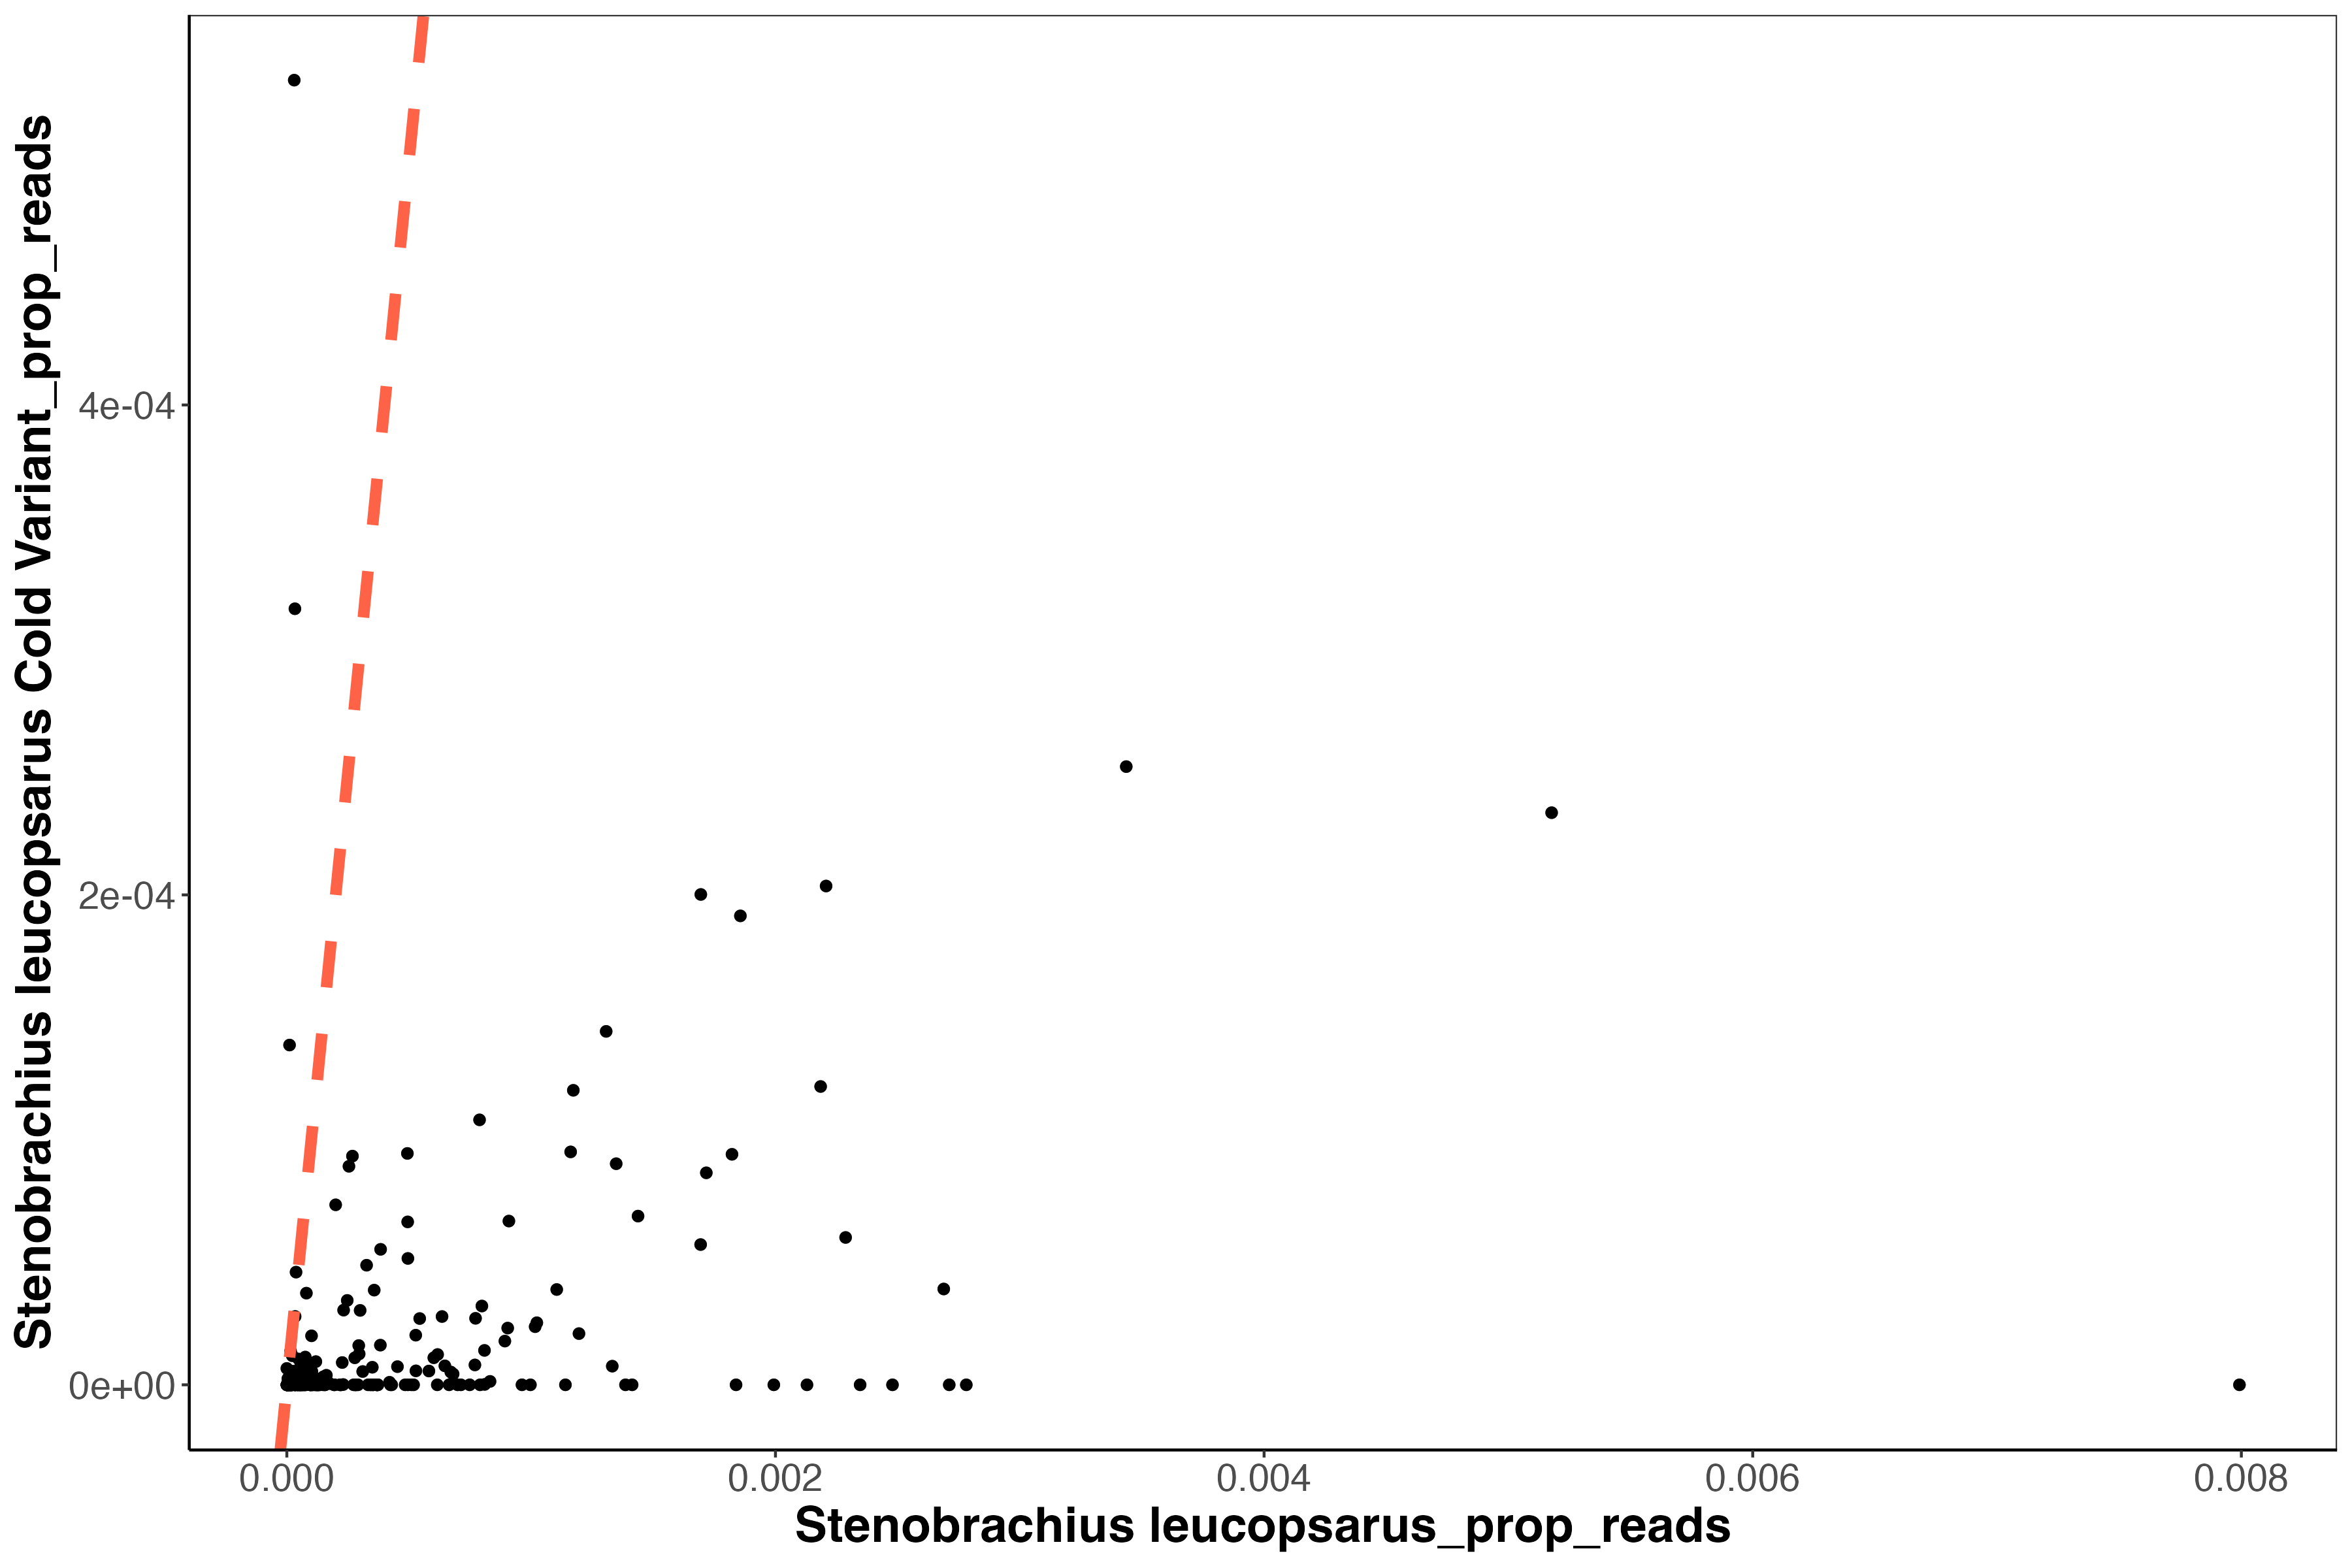 Stenobrachius leucopsarus Cold Variant_prop_reads
4e-04
2e-04
0e+00
0.000
0.002
0.004
0.006
0.008
Stenobrachius leucopsarus_prop_reads